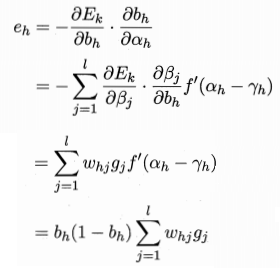 $e_h = -\frac{\partial E_k}{\partial b_h} \cdot \frac{\partial b_h}{\partial \alpha_h}$
$= -\sum_{j=1}^{l} \frac{\partial E_k}{\partial \beta_j} \cdot \frac{\partial \beta_j}{\partial b_h} f'(\alpha_h - \gamma_h)$
$= \sum_{j=1}^{l} w_{hj} g_j f'(\alpha_h - \gamma_h)$
$= b_h(1 - b_h) \sum_{j=1}^{l} w_{hj} g_j$